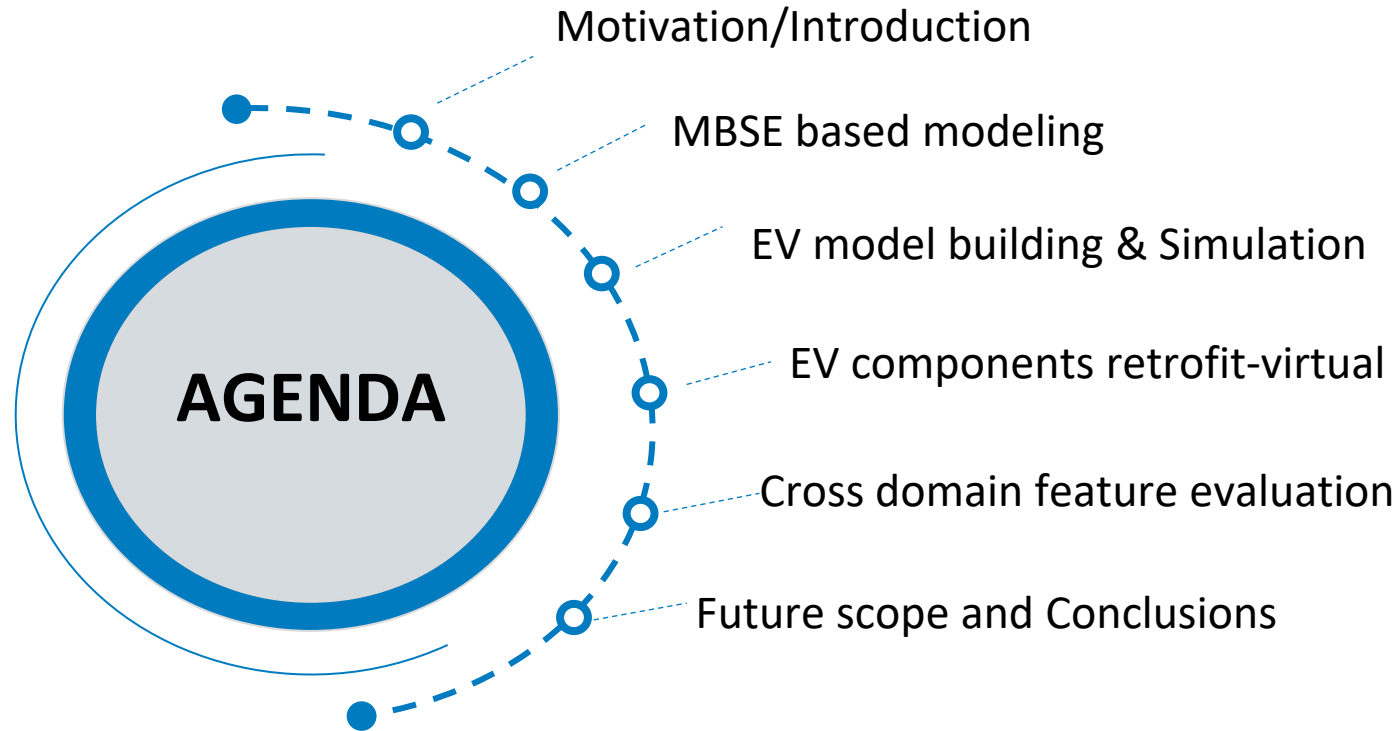 Motivation/Introduction
MBSE based modeling
EV model building & Simulation
EV components retrofit-virtual
AGENDA
Cross domain feature evaluation
Future scope and Conclusions